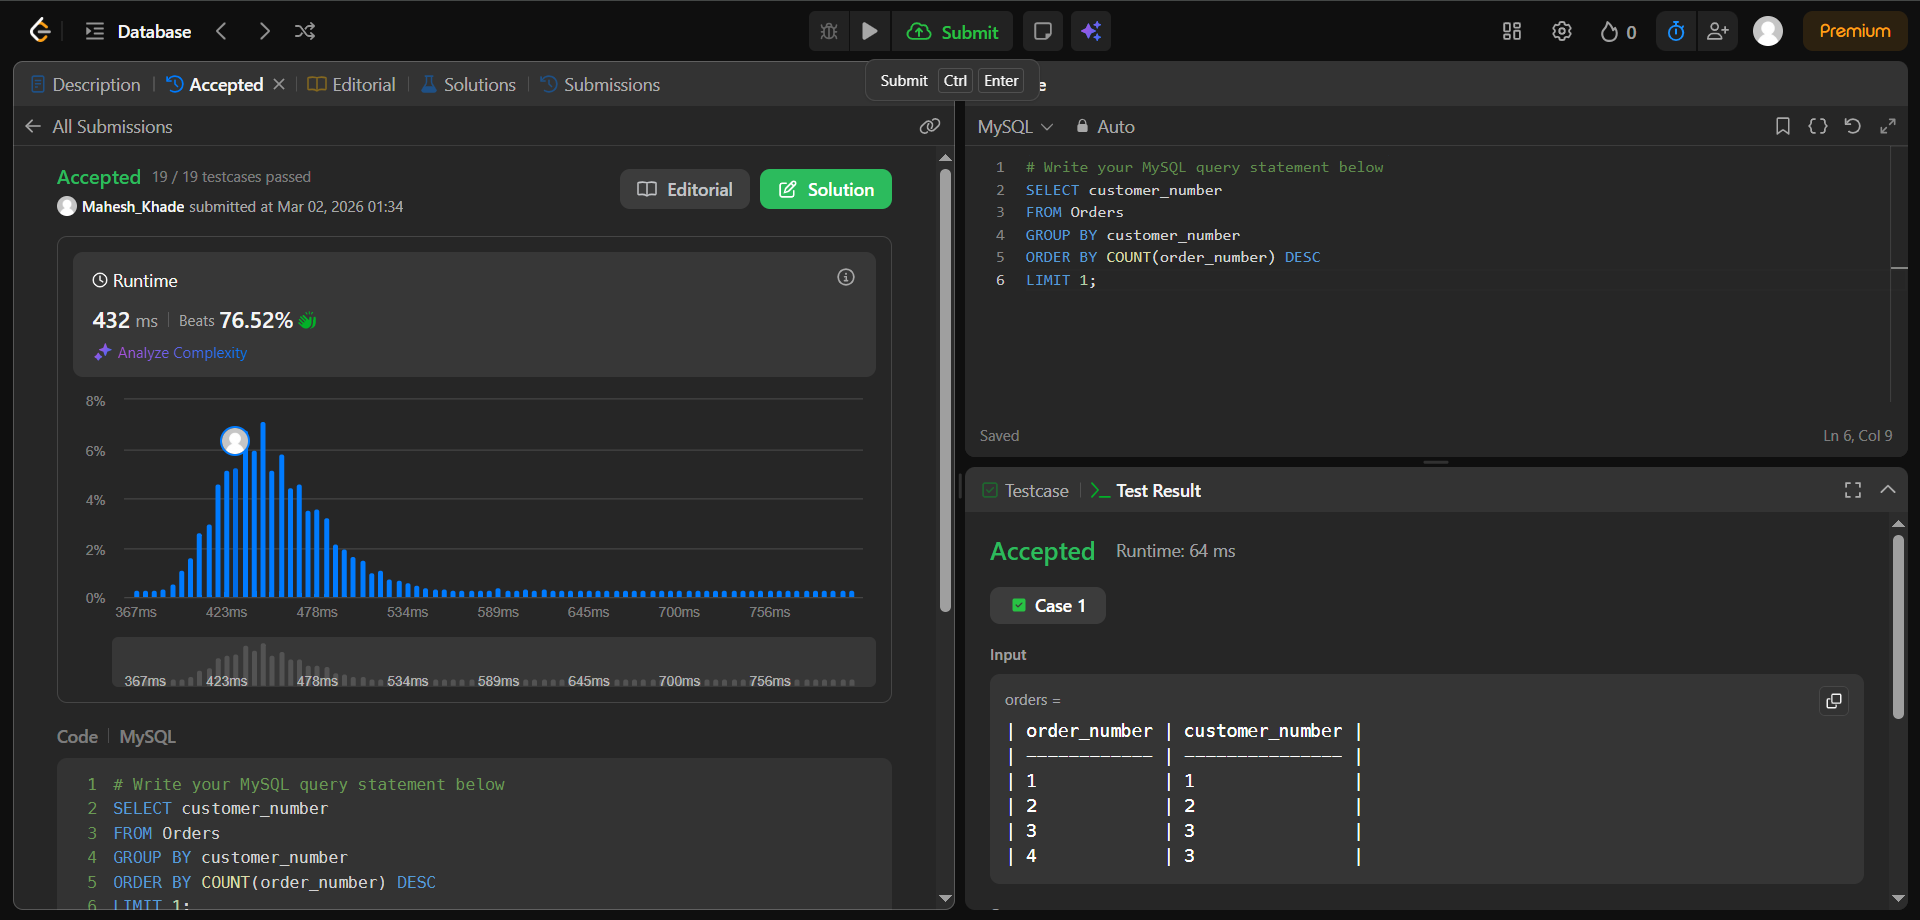 Database
Submit
0
Premium
Description
Accepted
Editorial
Solutions
Submissions
Submit Ctrl Enter
e
All Submissions
Accepted 19 / 19 testcases passed
Mahesh_Khade submitted at Mar 02, 2026 01:34
Editorial
Solution
Runtime
432 ms Beats 76.52%
Analyze Complexity
8%
6%
4%
2%
0%
367ms 423ms 478ms 534ms 589ms 645ms 700ms 756ms
367ms 423ms 478ms 534ms 589ms 645ms 700ms 756ms
Code MySQL
1 # Write your MySQL query statement below
2 SELECT customer_number
3 FROM Orders
4 GROUP BY customer_number
5 ORDER BY COUNT(order_number) DESC
6 LIMIT 1;
MySQL Auto
1 # Write your MySQL query statement below
2 SELECT customer_number
3 FROM Orders
4 GROUP BY customer_number
5 ORDER BY COUNT(order_number) DESC
6 LIMIT 1;
Saved
Ln 6, Col 9
Testcase
>_ Test Result
Accepted Runtime: 64 ms
Case 1
Input
orders =
| order_number | customer_number |
| ------------ | --------------- |
| 1 | 1 |
| 2 | 2 |
| 3 | 3 |
| 4 | 3 |